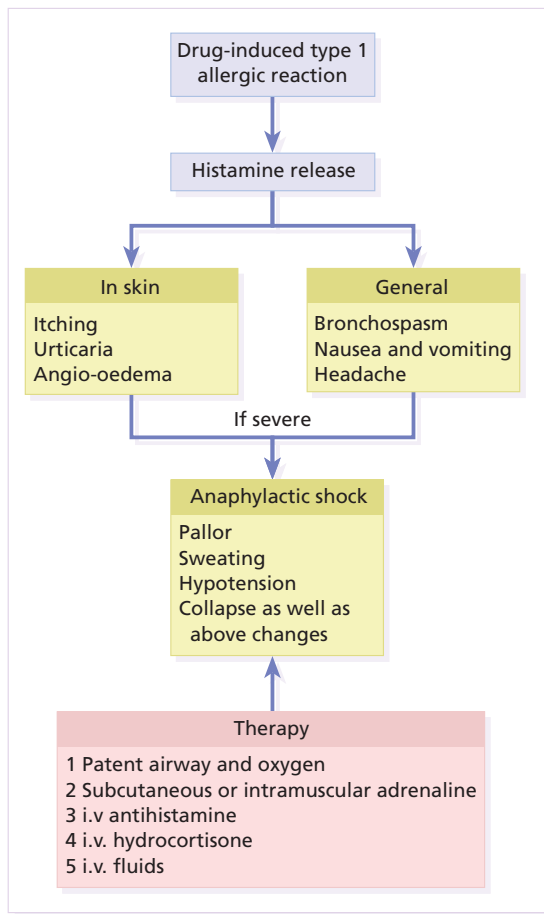 Drug-induced type 1
allergic reaction
Histamine release
In skin
Itching
Urticaria
Angio-oedema
General
Bronchospasm
Nausea and vomiting
Headache
If severe
Anaphylactic shock
Pallor
Sweating
Hypotension
Collapse as well as
above changes
Therapy
1 Patent airway and oxygen
2 Subcutaneous or intramuscular adrenaline
3 i.v antihistamine
4 i.v. hydrocortisone
5 i.v. fluids